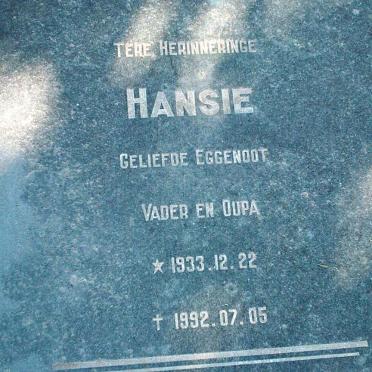 Tere Herinneringe
Hansie
Geliefde Eggenoot
Vader en Oupa
★ 1933.12.22
✝ 1992.07.05